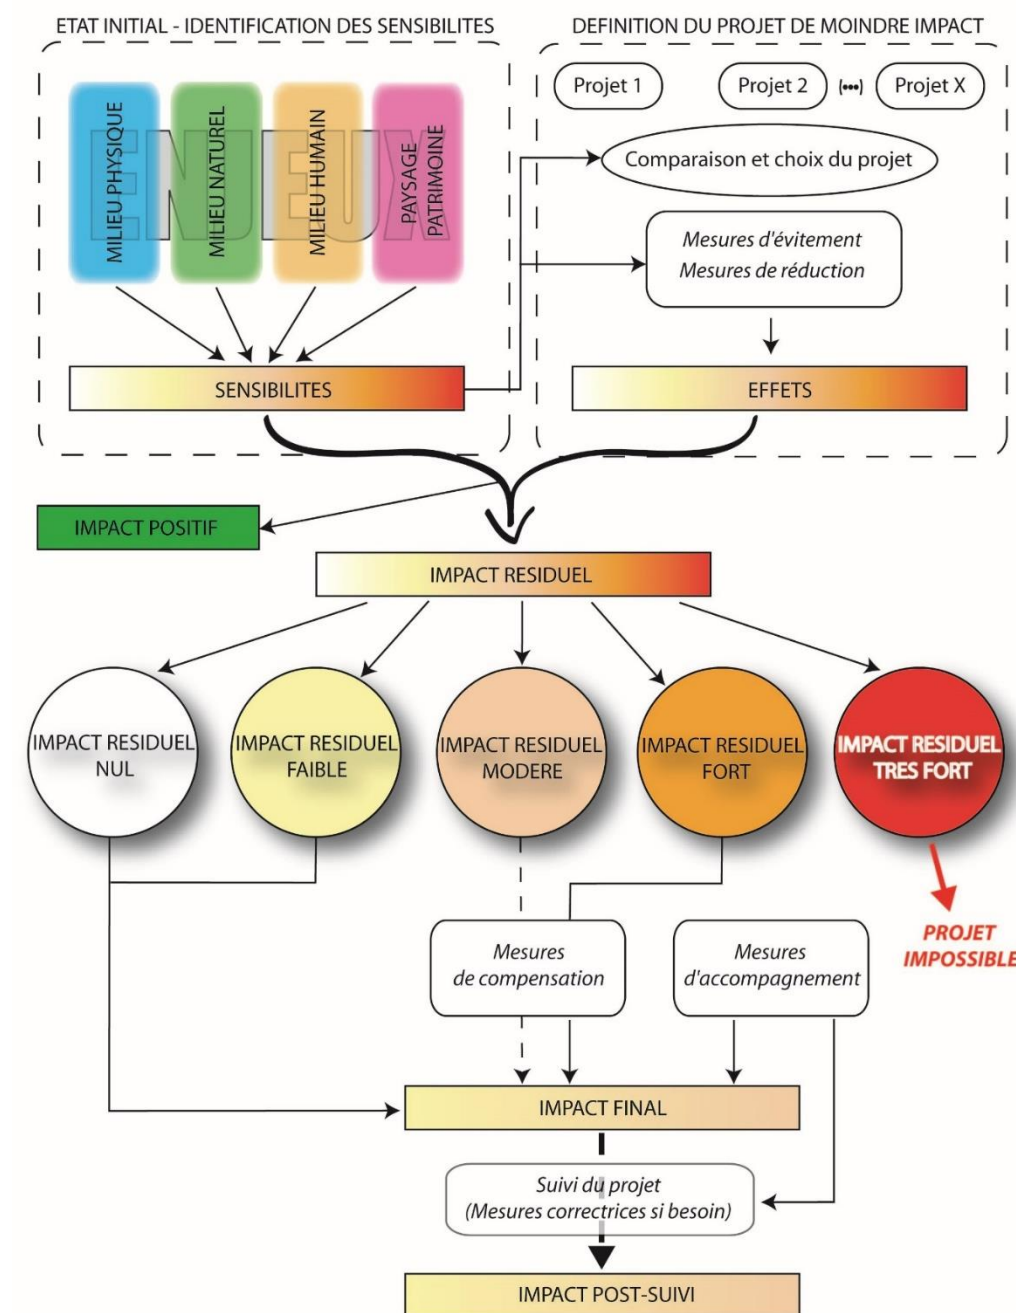 ETAT INITIAL - IDENTIFICATION DES SENSIBILITES
DEFINITION DU PROJET DE MOINDRE IMPACT
ENJEUX
MILIEU PHYSIQUE
MILIEU NATUREL
MILIEU HUMAIN
PAYSAGE
PATRIMOINE
Projet 1
Projet 2
(•••)
Projet X
Comparaison et choix du projet
Mesures d'évitement
Mesures de réduction
SENSIBILITES
EFFETS
IMPACT POSITIF
IMPACT RESIDUEL
IMPACT RESIDUEL
NUL
IMPACT RESIDUEL
FAIBLE
IMPACT RESIDUEL
MODERE
IMPACT RESIDUEL
FORT
IMPACT RESIDUEL
TRES FORT
PROJET
IMPOSSIBLE
Mesures
de compensation
Mesures
d'accompagnement
IMPACT FINAL
Suivi du projet
(Mesures correctrices si besoin)
IMPACT POST-SUIVI